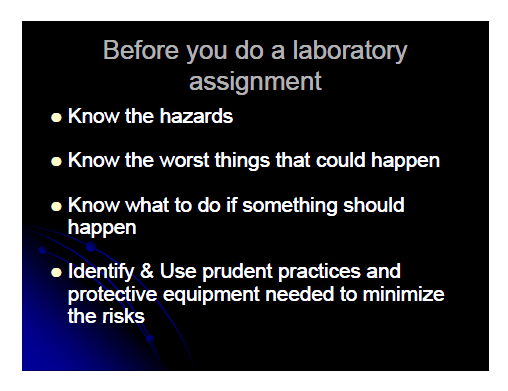 Before you do a laboratory
assignment
● Know the hazards
● Know the worst things that could happen
● Know what to do if something should
happen
● Identify & Use prudent practices and
protective equipment needed to minimize
the risks